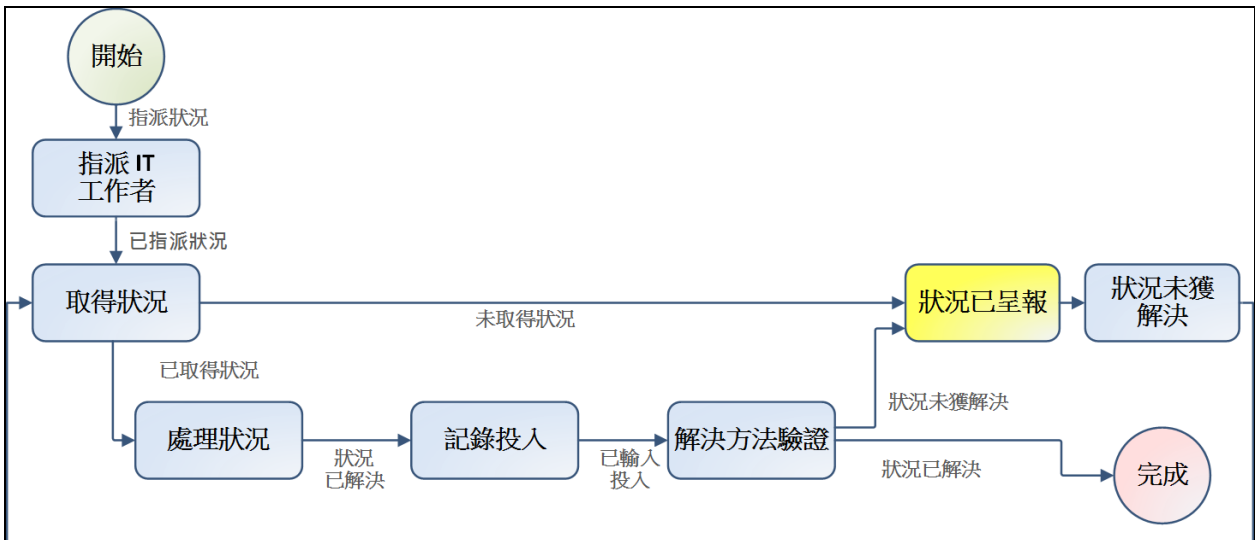 開始
指派狀況
指派 IT
工作者
已指派狀況
取得狀況
未取得狀況
狀況已呈報
狀況未獲
解決
已取得狀況
處理狀況
狀況
已解決
記錄投入
已輸入
投入
解決方法驗證
狀況未獲解決
狀況已解決
完成